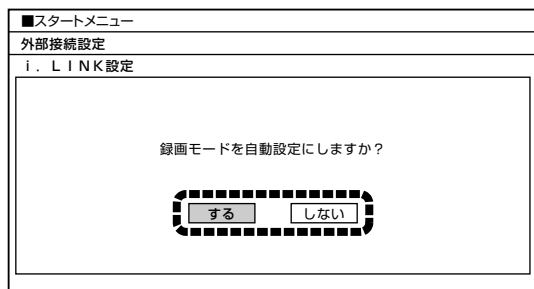 ■スタートメニュー
外部接続設定
ｉ．ＬＩＮＫ設定
録画モードを自動設定にしますか？
する　しない